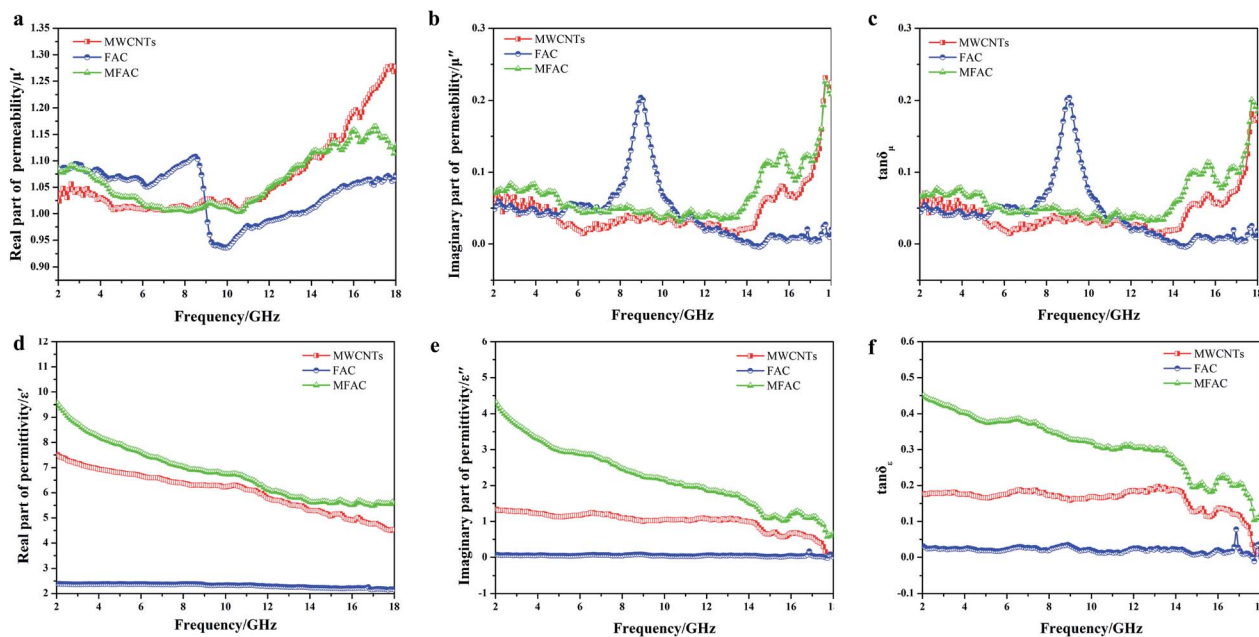 a
Real part of permeability/μ′
1.35
1.30
1.25
1.20
1.15
1.10
1.05
1.00
0.95
0.90
MWCNTs
FAC
MFAC
2 4 6 8 10 12 14 16 18
Frequency/GHz
b
Imaginary part of permeability/μ″
0.3
0.2
0.1
0.0
MWCNTs
FAC
MFAC
2 4 6 8 10 12 14 16 1
Frequency/GHz
c
tanδμ
0.3
0.2
0.1
0.0
MWCNTs
FAC
MFAC
2 4 6 8 10 12 14 16 18
Frequency/GHz
d
Real part of permittivity/ε′
12
11
10
9
8
7
6
5
4
3
2
MWCNTs
FAC
MFAC
2 4 6 8 10 12 14 16 18
Frequency/GHz
e
Imaginary part of permittivity/ε″
6
5
4
3
2
1
0
-1
MWCNTs
FAC
MFAC
2 4 6 8 10 12 14 16 1
Frequency/GHz
f
tanδε
0.6
0.5
0.4
0.3
0.2
0.1
0.0
-0.1
MWCNTs
FAC
MFAC
2 4 6 8 10 12 14 16 18
Frequency/GHz